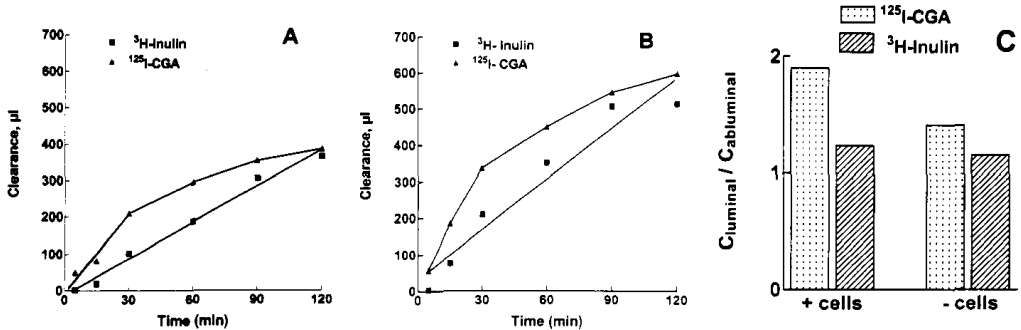 A
700
600
500
400
300
200
100
0
³H-Inulin
¹²⁵I-CGA
Clearance, µl
0 30 60 90 120
Time (min)
B
700
600
500
400
300
200
100
0
³H- Inulin
¹²⁵I- CGA
Clearance, µl
0 30 60 90 120
Time (min)
¹²⁵I-CGA
³H-Inulin
C
2
1
0
Cluminal / Cabluminal
+ cells - cells